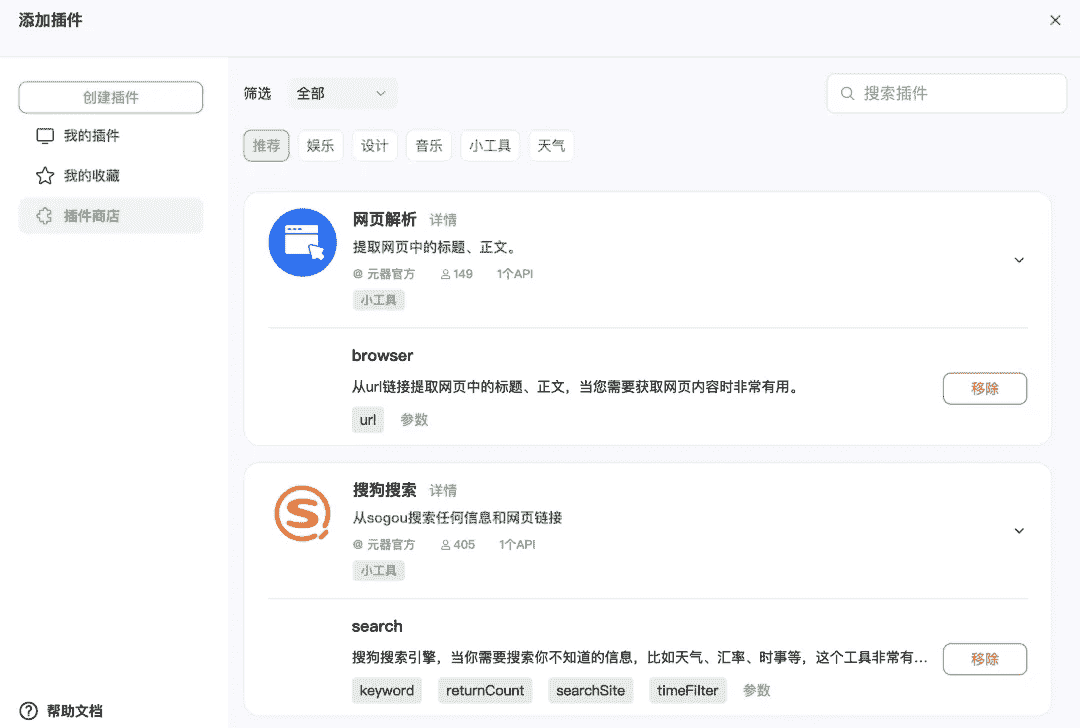 添加插件
创建插件
我的插件
我的收藏
插件商店
帮助文档
筛选 全部
搜索插件
推荐 娱乐 设计 音乐 小工具 天气
网页解析 详情
提取网页中的标题、正文。
@ 元器官方 149 1个API
小工具
browser
从url链接提取网页中的标题、正文，当您需要获取网页内容时非常有用。
移除
url 参数
搜狗搜索 详情
从sogou搜索任何信息和网页链接
@ 元器官方 405 1个API
小工具
search
搜狗搜索引擎，当你需要搜索你不知道的信息，比如天气、汇率、时事等，这个工具非常有...
移除
keyword returnCount searchSite timeFilter 参数